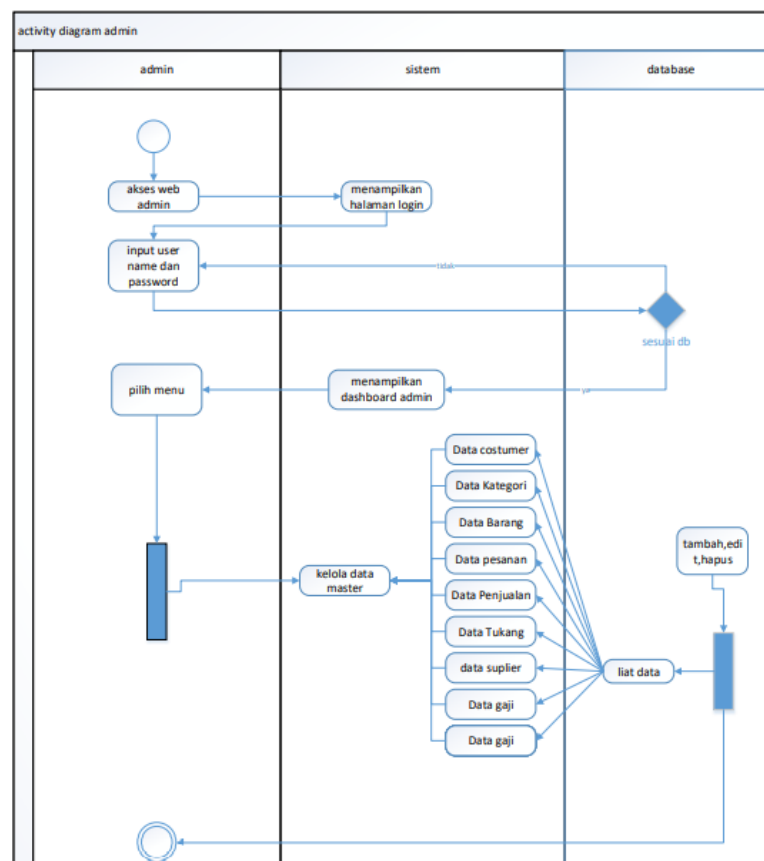 activity diagram admin
admin
sistem
database
akses web
admin
menampilkan
halaman login
input user
name dan
password
tidak
sesuai db
pilih menu
menampilkan
dashboard admin
Data costumer
Data Kategori
Data Barang
Data pesanan
Data Penjualan
Data Tukang
data suplier
Data gaji
Data gaji
kelola data
master
tambah,edi
t,hapus
liat data